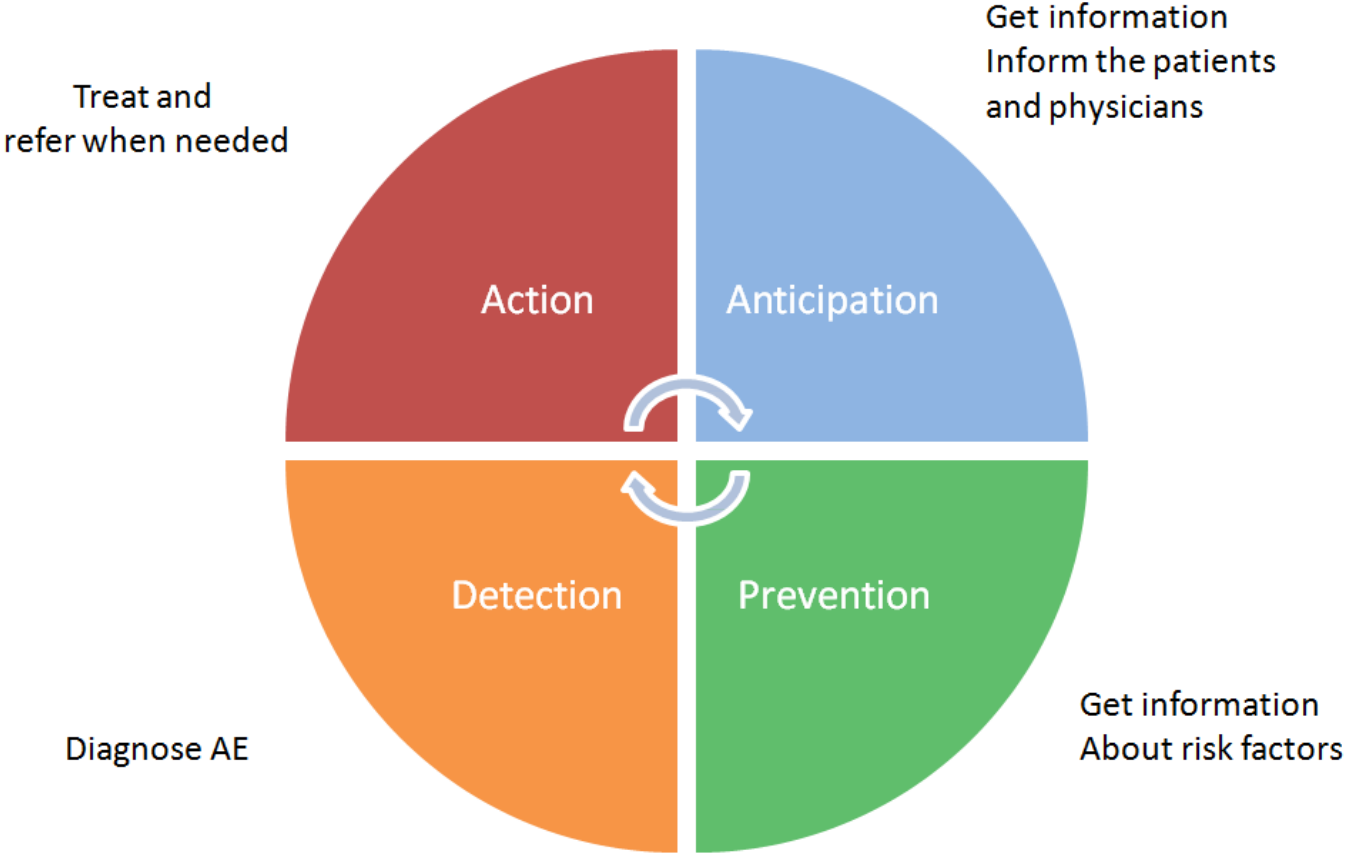 Get information
Inform the patients
and physicians
Treat and
refer when needed
Action
Anticipation
Detection
Prevention
Get information
About risk factors
Diagnose AE